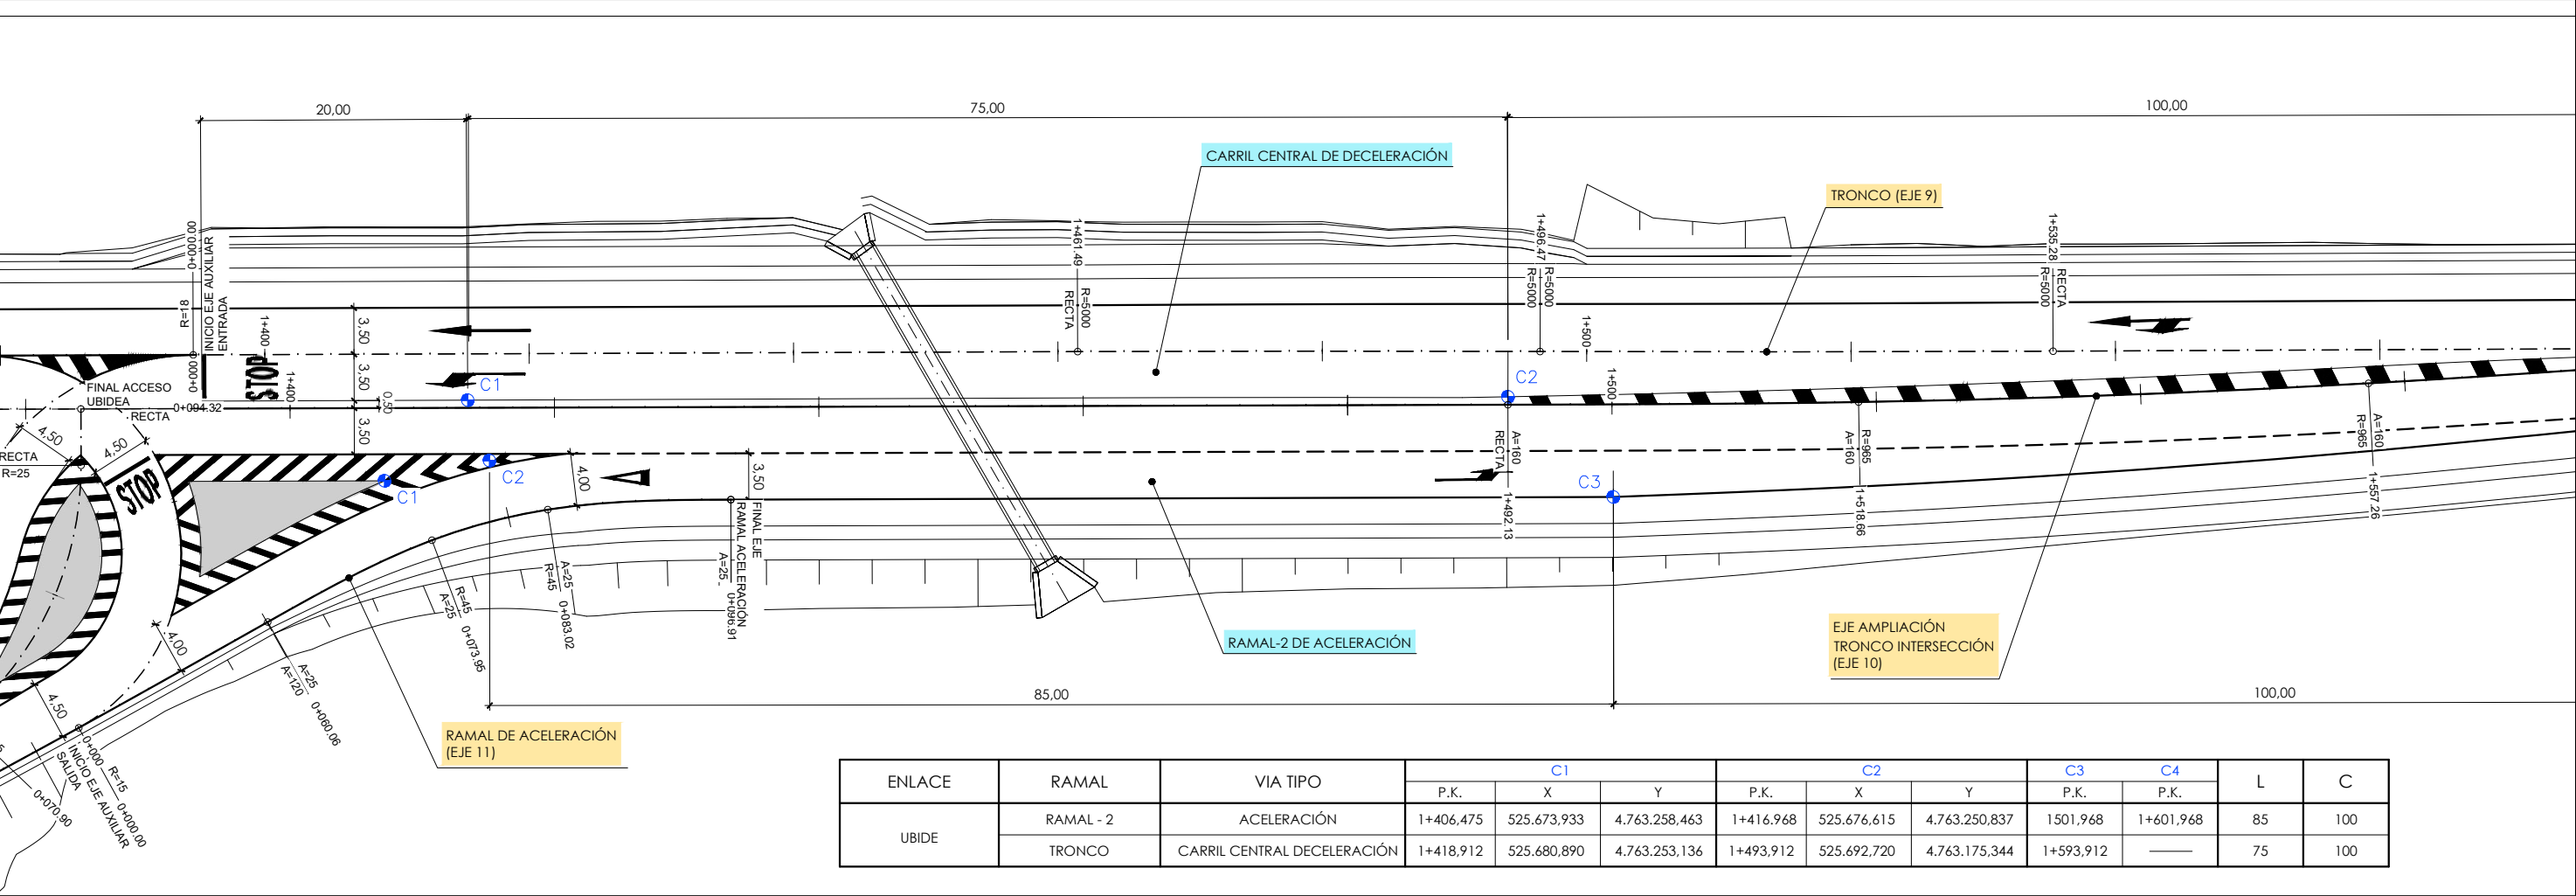 20,00
75,00
100,00
CARRIL CENTRAL DE DECELERACIÓN
TRONCO (EJE 9)
0+000.00
R=18
INICIO EJE AUXILIAR
ENTRADA
1+400
3,50
3,50
0,50
3,50
1+461.49
R=5000
RECTA
1+496.47
R=5000
R=5000
1+500
1+535.28
RECTA
R=5000
STOP
1+400
0+000
FINAL ACCESO
UBIDEA
RECTA
0+094.32
C1
C2
1+500
4,50
4,50
RECTA
R=25
STOP
C1
C2
4,00
3,50
FINAL EJE
RAMAL ACELERACIÓN
A=25
0+096.91
A=160
RECTA
1+492.13
C3
R=965
A=160
1+518.66
A=160
R=965
1+557.26
A=25
R=45
0+083.02
R=45
A=25
0+073.95
RAMAL-2 DE ACELERACIÓN
EJE AMPLIACIÓN
TRONCO INTERSECCIÓN
(EJE 10)
4,00
A=25
A=120
0+060.06
4,50
85,00
100,00
RAMAL DE ACELERACIÓN
(EJE 11)
0+000
R=15
0+000.00
INICIO EJE AUXILIAR
SALIDA
0+070.90
ENLACE RAMAL VIA TIPO C1 C2 C3 C4 L C
P.K. X Y P.K. X Y P.K. P.K.
UBIDE
RAMAL - 2 ACELERACIÓN 1+406,475 525.673,933 4.763.258,463 1+416.968 525.676,615 4.763.250,837 1501,968 1+601,968 85 100
TRONCO CARRIL CENTRAL DECELERACIÓN 1+418,912 525.680,890 4.763.253,136 1+493,912 525.692,720 4.763.175,344 1+593,912 —— 75 100